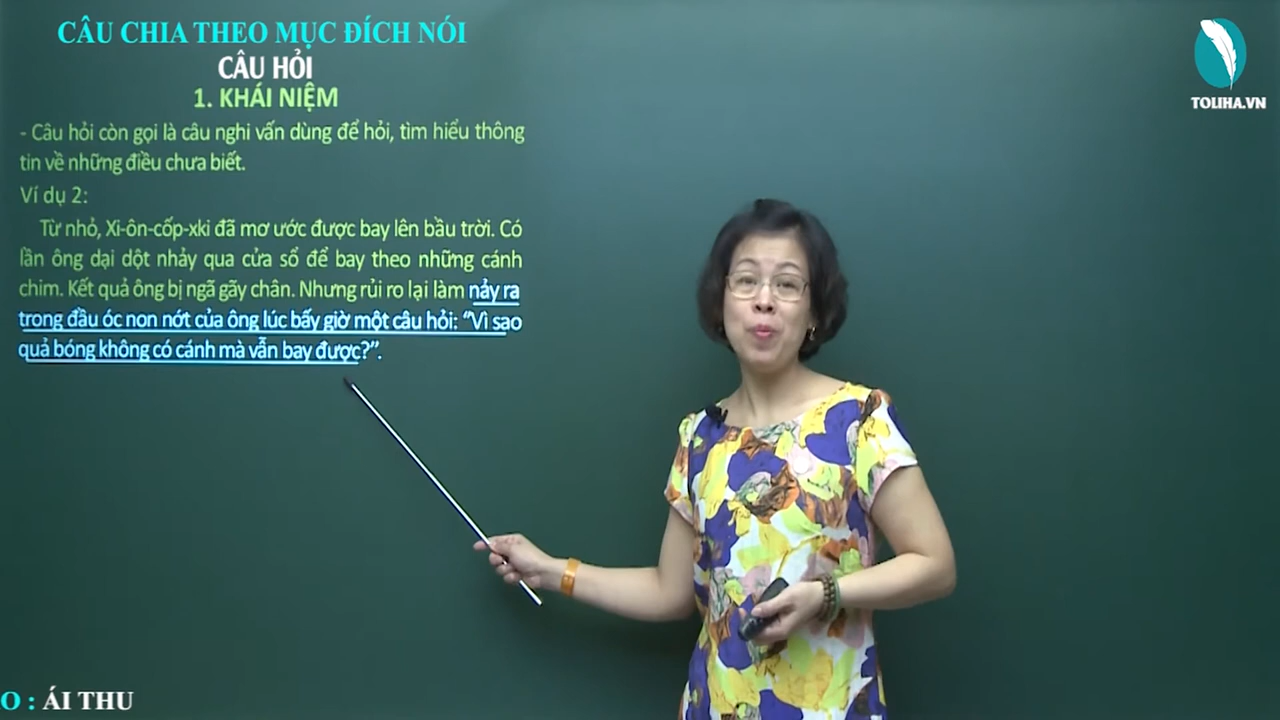 CÂU CHIA THEO MỤC ĐÍCH NÓI
CÂU HỎI
1. KHÁI NIỆM
- Câu hỏi còn gọi là câu nghi vấn dùng để hỏi, tìm hiểu thông
tin về những điều chưa biết.
Ví dụ 2:
Từ nhỏ, Xi-ôn-cốp-xki đã mơ ước được bay lên bầu trời. Có
lần ông dại dột nhảy qua cửa sổ để bay theo những cánh
chim. Kết quả ông bị ngã gãy chân. Nhưng rủi ro lại làm nảy ra
trong đầu óc non nớt của ông lúc bấy giờ một câu hỏi: “Vì sao
quả bóng không có cánh mà vẫn bay được?”.
TOLIHA.VN
O : ÁI THU